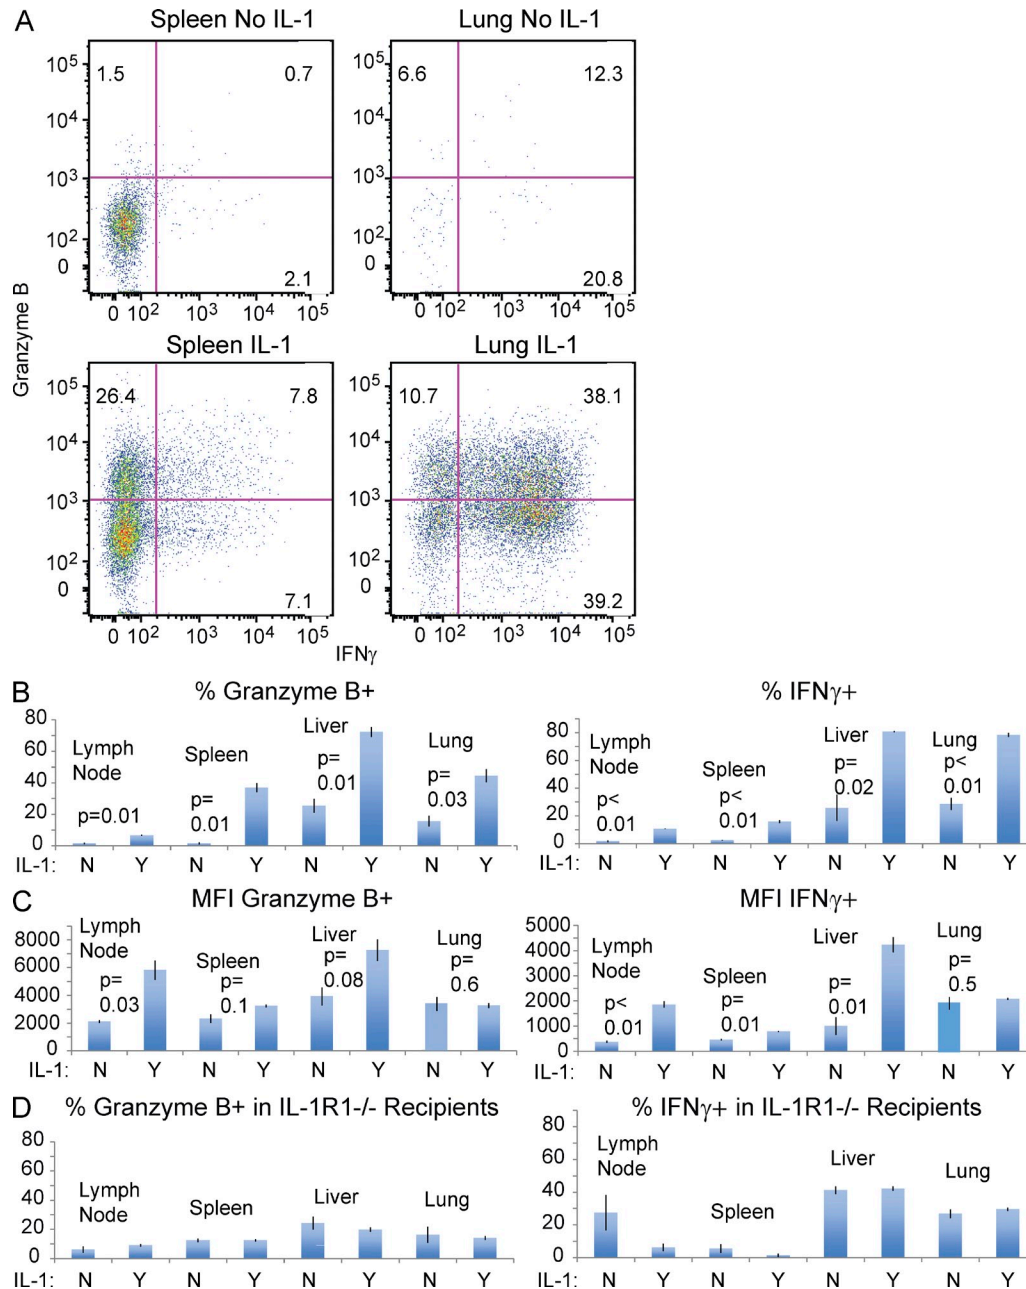 A
Spleen No IL-1
Lung No IL-1
10⁵
1.5
0.7
10⁵
6.6
12.3
10⁴
10⁴
10³
10³
10²
10²
0
0
2.1
20.8
0 10² 10³ 10⁴ 10⁵
0 10² 10³ 10⁴ 10⁵
Granzyme B
Spleen IL-1
Lung IL-1
10⁵
26.4
7.8
10⁵
10.7
38.1
10⁴
10⁴
10³
10³
10²
10²
0
0
7.1
39.2
0 10² 10³ 10⁴ 10⁵
0 10² 10³ 10⁴ 10⁵
IFNγ
B
% Granzyme B+
80
60
40
20
0
Lymph
Node
p=0.01
Spleen
p=
0.01
Liver
p=
0.01
Lung
p=
0.03
IL-1: N Y N Y N Y N Y
% IFNγ+
80
60
40
20
0
Lymph
Node
p<
0.01
Spleen
p<
0.01
Liver
p=
0.02
Lung
p<
0.01
IL-1: N Y N Y N Y N Y
C
MFI Granzyme B+
8000
6000
4000
2000
0
Lymph
Node
p=
0.03
Spleen
p=
0.1
Liver
p=
0.08
Lung
p=
0.6
IL-1: N Y N Y N Y N Y
MFI IFNγ+
5000
4000
3000
2000
1000
0
Lymph
Node
p<
0.01
Spleen
p=
0.01
Liver
p=
0.01
Lung
p=
0.5
IL-1: N Y N Y N Y N Y
D
% Granzyme B+ in IL-1R1-/- Recipients
80
60
40
20
0
Lymph
Node
Spleen
Liver
Lung
IL-1: N Y N Y N Y N Y
% IFNγ+ in IL-1R1-/- Recipients
80
60
40
20
0
Lymph
Node
Spleen
Liver
Lung
IL-1: N Y N Y N Y N Y